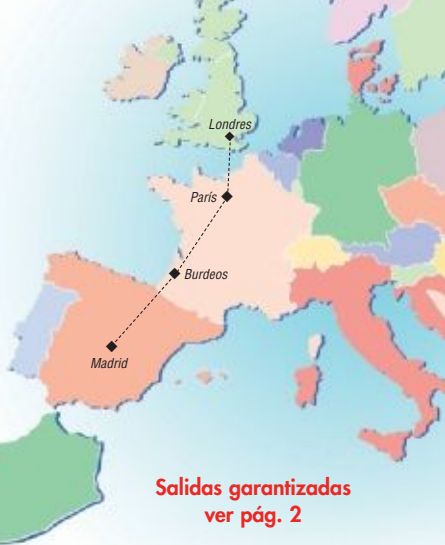 Londres
París
Burdeos
Madrid
Salidas garantizadas
ver pág. 2